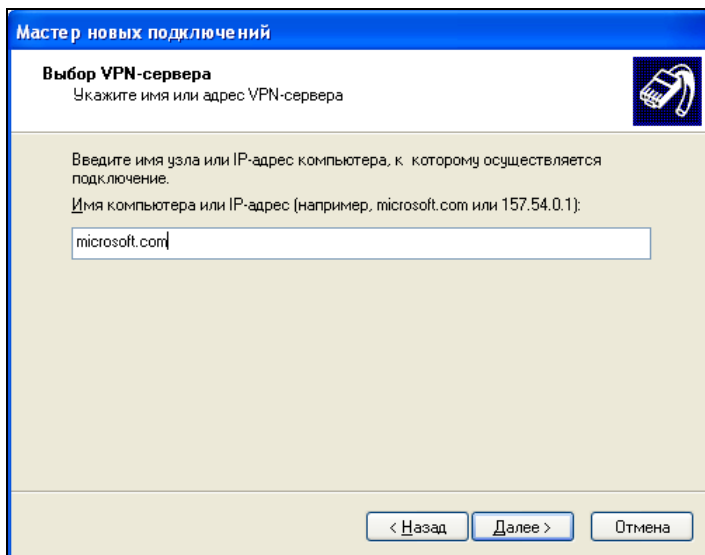 Мастер новых подключений
Выбор VPN-сервера
Укажите имя или адрес VPN-сервера
Введите имя узла или IP-адрес компьютера, к которому осуществляется
подключение.
Имя компьютера или IP-адрес (например, microsoft.com или 157.54.0.1):
microsoft.com
< Назад
Далее >
Отмена